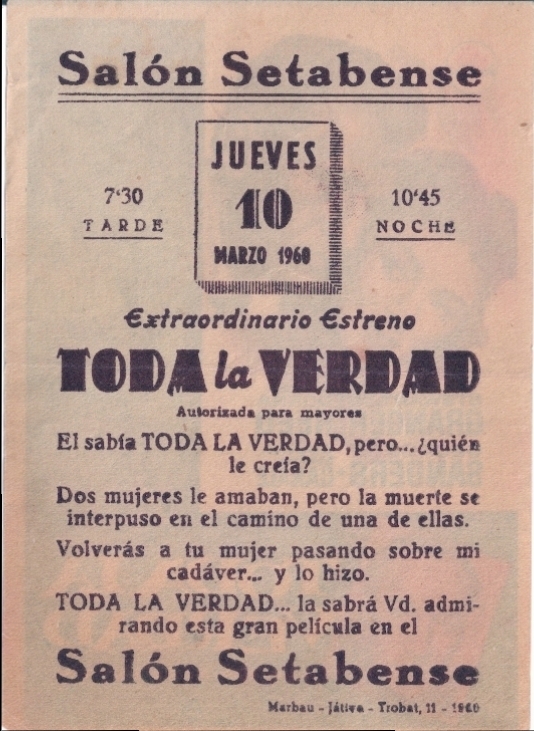 Salón Setabense
JUEVES
10
MARZO 1960
7'30
TARDE
10'45
NOCHE
Extraordinario Estreno
TODA la VERDAD
Autorizada para mayores
El sabía TODA LA VERDAD, pero... ¿quién
le creía?
Dos mujeres le amaban, pero la muerte se
interpuso en el camino de una de ellas.
Volverás a tu mujer pasando sobre mi
cadáver... y lo hizo.
TODA LA VERDAD... la sabrá Vd. admi-
rando esta gran película en el
Salón Setabense
Marbau - Játiva - Trobat, 11 - 1960